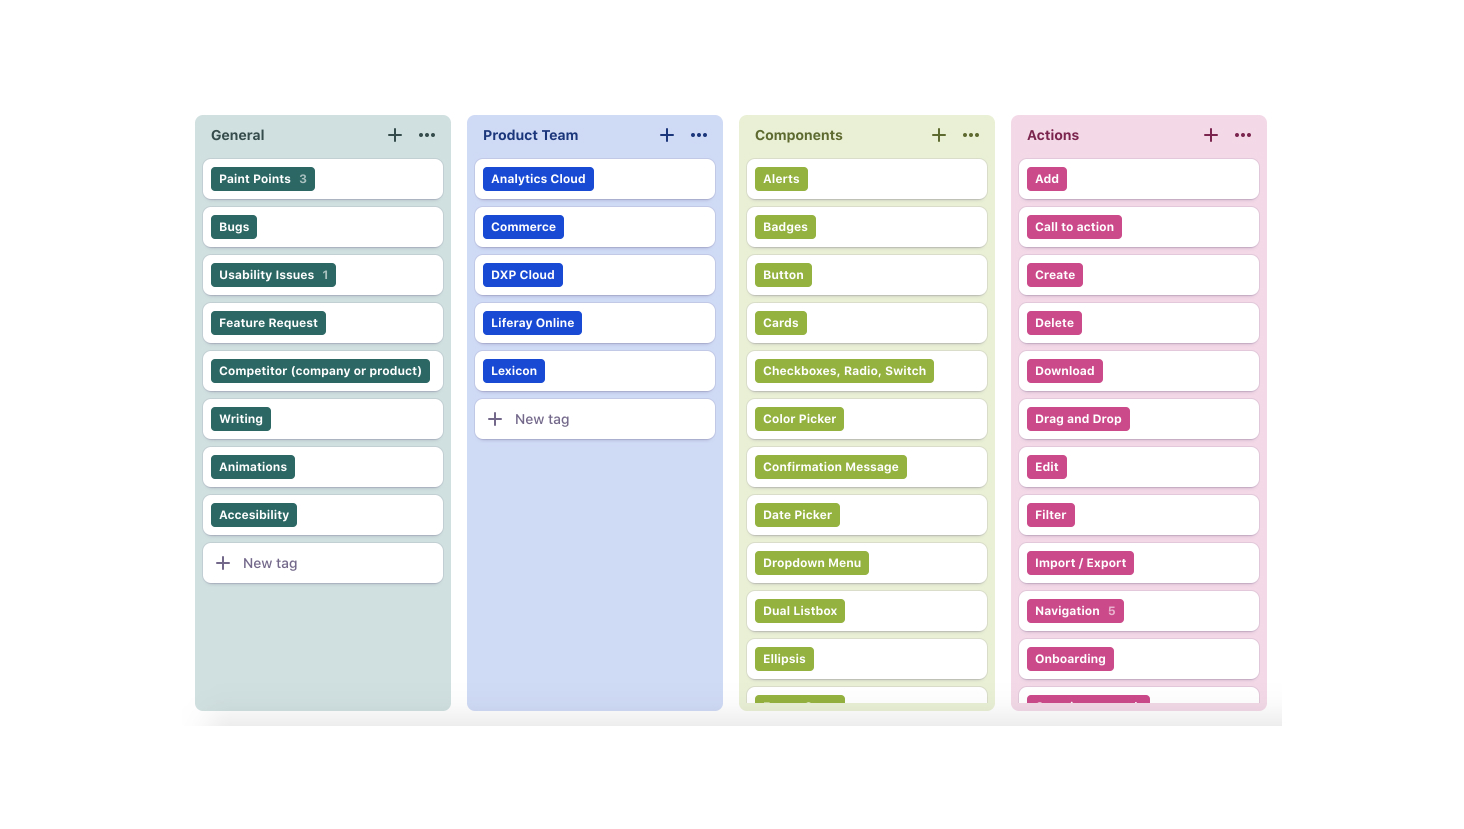 General
Paint Points 3
Bugs
Usability Issues 1
Feature Request
Competitor (company or product)
Writing
Animations
Accesibility
New tag
Product Team
Analytics Cloud
Commerce
DXP Cloud
Liferay Online
Lexicon
New tag
Components
Alerts
Badges
Button
Cards
Checkboxes, Radio, Switch
Color Picker
Confirmation Message
Date Picker
Dropdown Menu
Dual Listbox
Ellipsis
Actions
Add
Call to action
Create
Delete
Download
Drag and Drop
Edit
Filter
Import / Export
Navigation 5
Onboarding